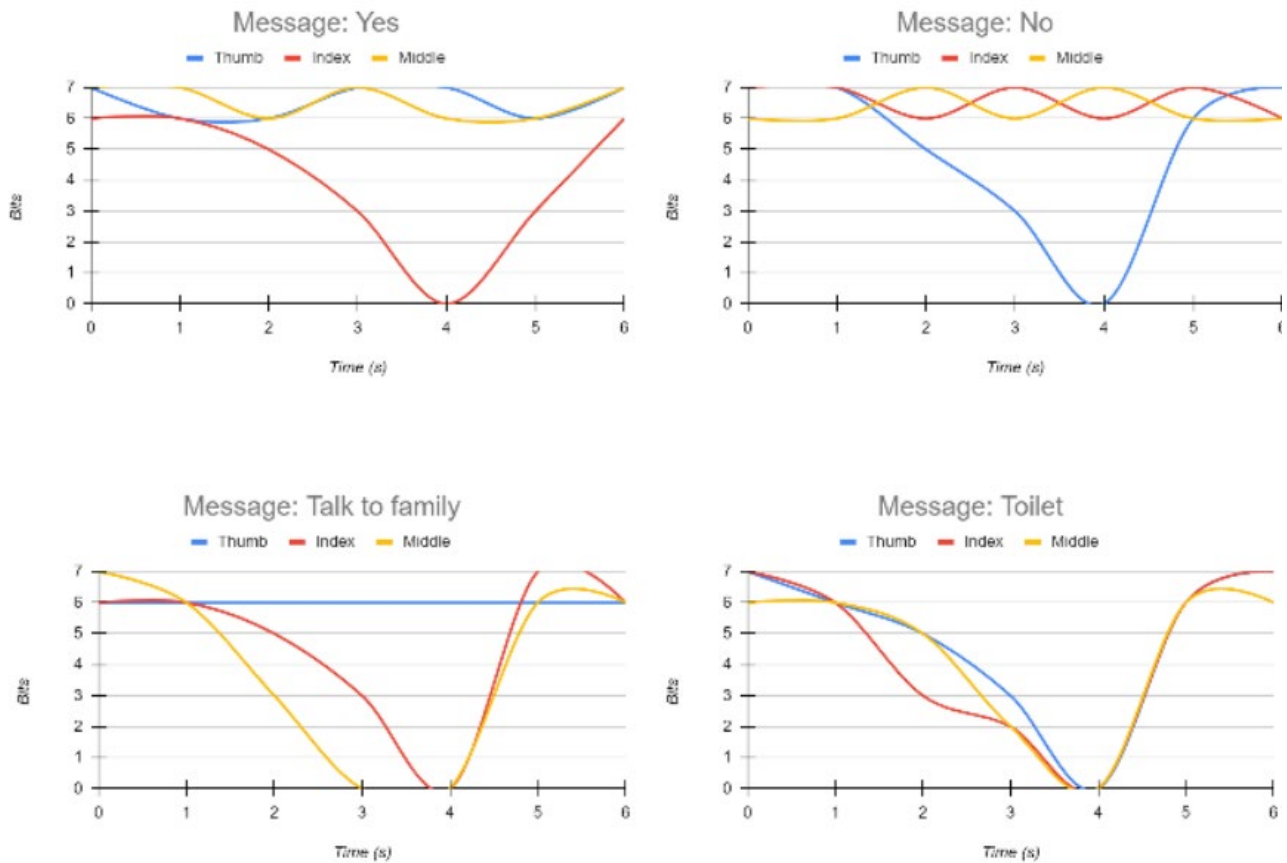 Message: Yes
Thumb Index Middle
7
6
5
4
3
2
1
0
Bits
0 1 2 3 4 5 6
Time (s)
Message: No
Thumb Index Middle
7
6
5
4
3
2
1
0
Bits
0 1 2 3 4 5 6
Time (s)
Message: Talk to family
Thumb Index Middle
7
6
5
4
3
2
1
0
Bits
0 1 2 3 4 5 6
Time (s)
Message: Toilet
Thumb Index Middle
7
6
5
4
3
2
1
0
Bits
0 1 2 3 4 5 6
Time (s)